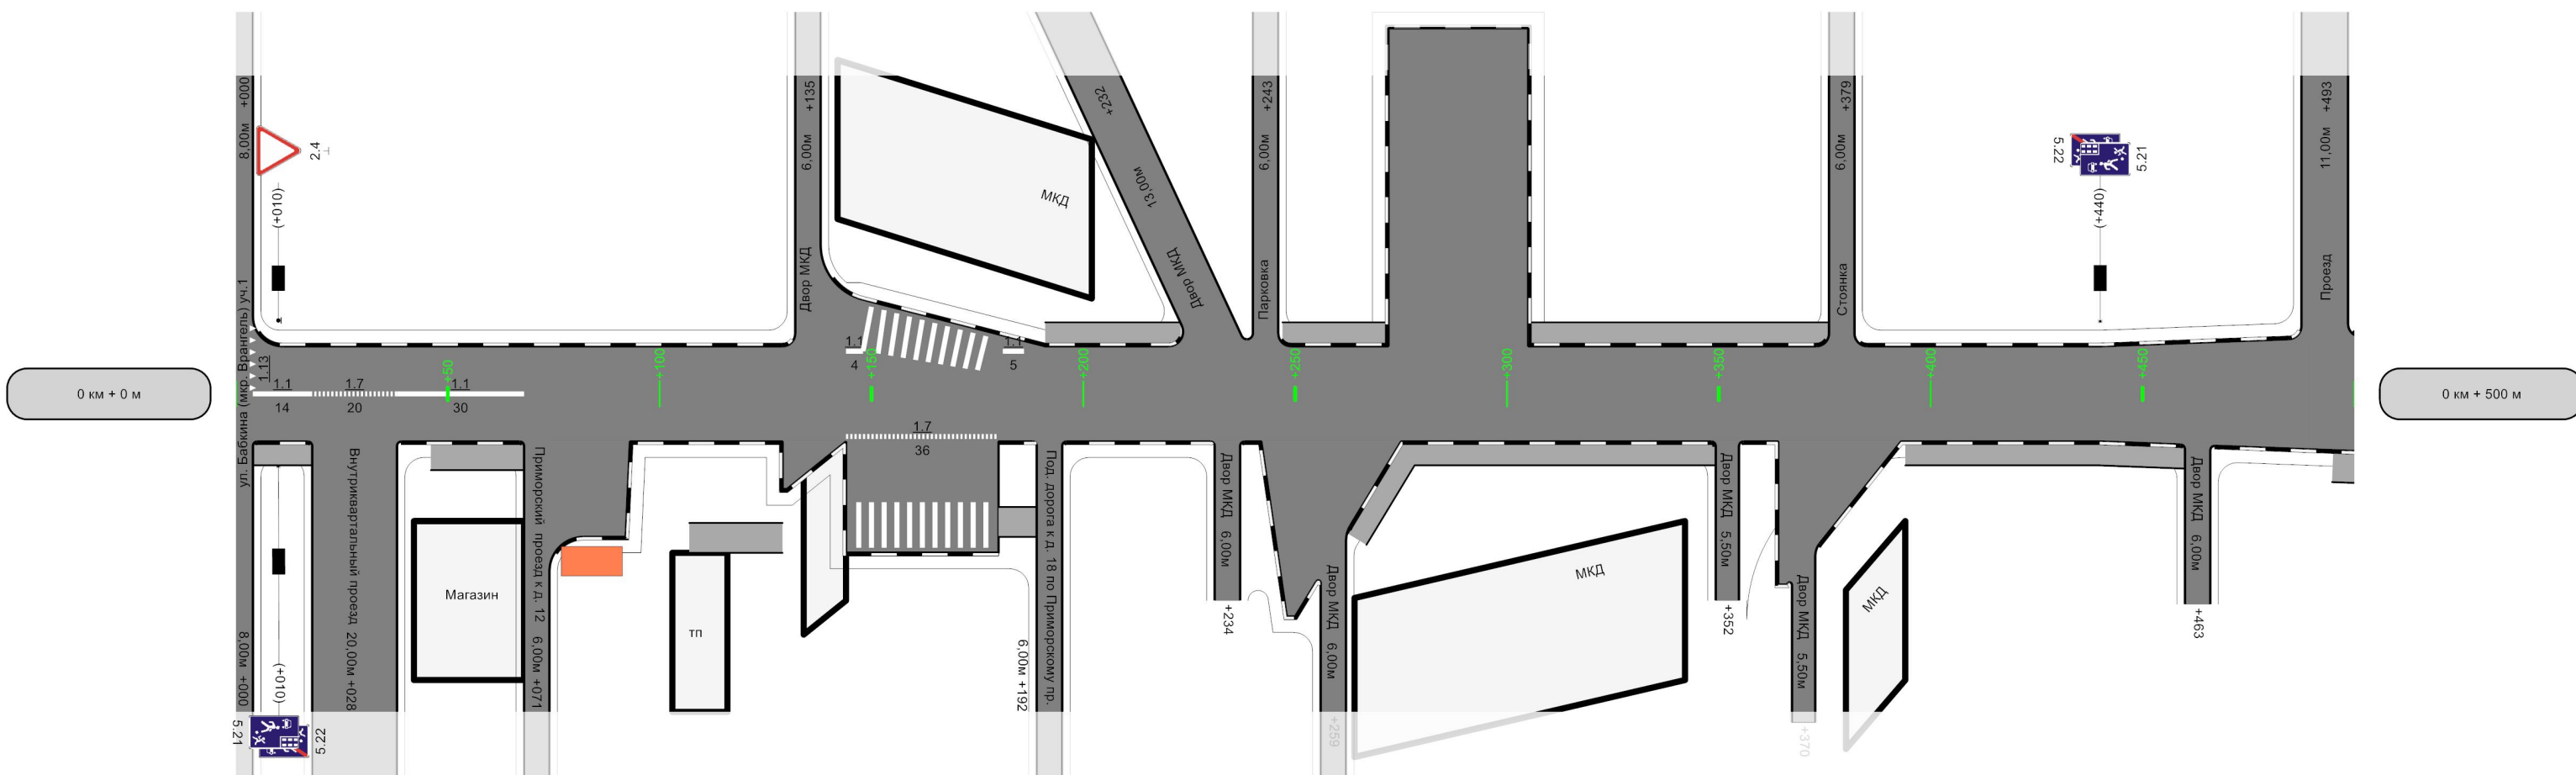 0 км + 0 м
0 км + 500 м
ул. Бабкина (мкр. Врангель) уч.1
8,00м +000
2.4
(+010)
Двор МКД 6,00м +135
МКД
Двор МКД 13,00м +232
Парковка 6,00м +243
Стоянка 6,00м +379
5.22
5.21
(+440)
Проезд 11,00м +493
1.13
1.1
14
1.7
20
1.1
30
+50
+100
1.1
4
+150
1.1
5
+200
+250
+300
+350
+400
+450
1.7
36
8,00м +000
(+010)
5.21
5.22
Внутриквартальный проезд 20,00м +028
Магазин
Приморский проезд к д. 12 6,00м +071
тп
Под. дорога к д. 18 по Приморскому пр.
6,00м +192
Двор МКД 6,00м
+234
Двор МКД 6,00м
+259
МКД
Двор МКД 5,50м
+352
Двор МКД 5,50м
+370
МКД
Двор МКД 6,00м
+463